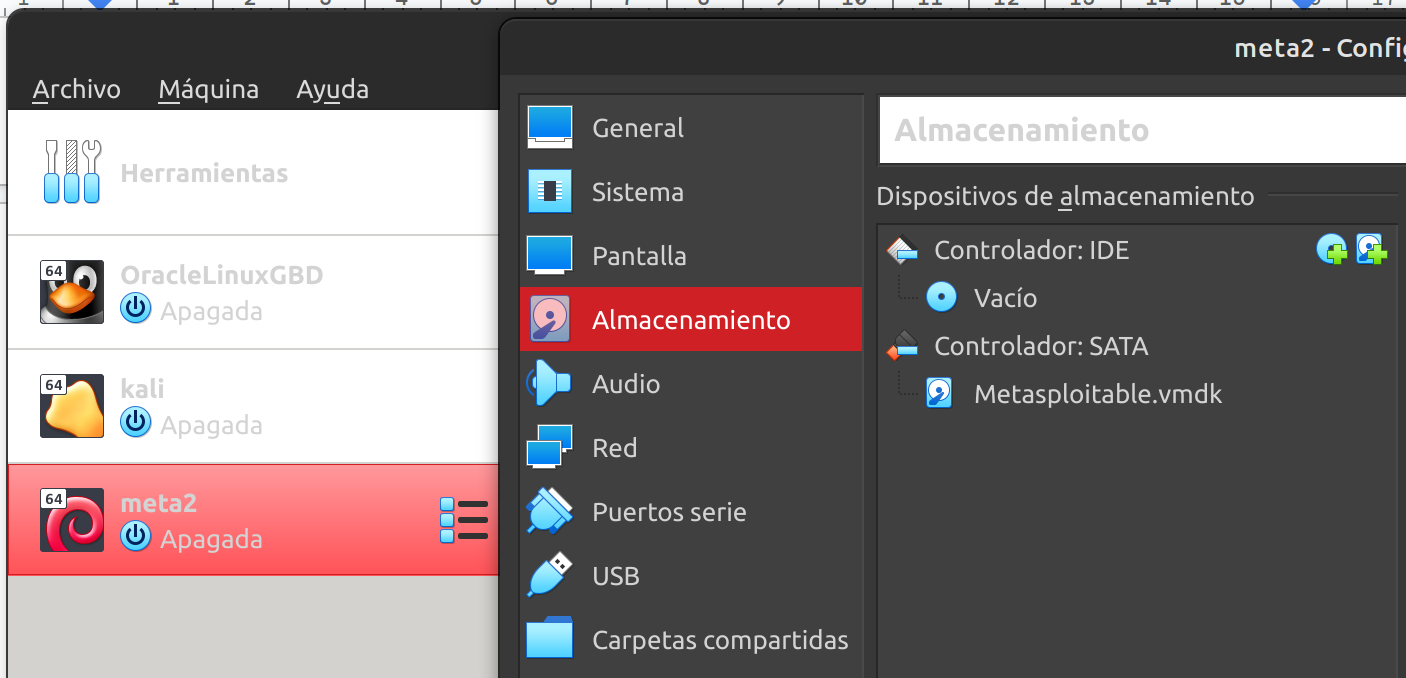 1 1 2 3 4 5 6 7 8 9 10 11 12 13 14 15 17
meta2 - Config
Archivo Máquina Ayuda
Herramientas
64 OracleLinuxGBD
Apagada
64 kali
Apagada
64 meta2
Apagada
General
Sistema
Pantalla
Almacenamiento
Audio
Red
Puertos serie
USB
Carpetas compartidas
Almacenamiento
Dispositivos de almacenamiento
Controlador: IDE
Vacío
Controlador: SATA
Metasploitable.vmdk